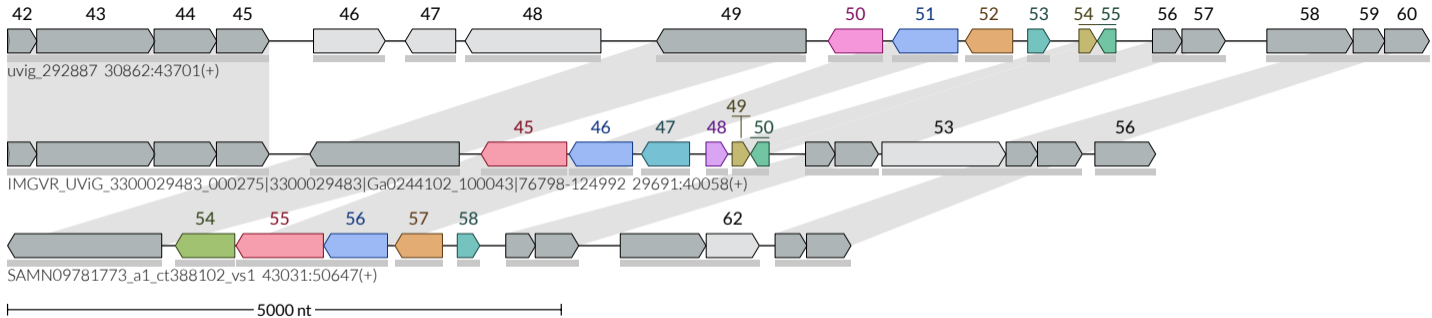 42 43 44 45 46 47 48 49 50 51 52 53 54 55 56 57 58 59 60
uvig_292887 30862:43701(+)
49
45 46 47 48 50 53 56
IMGVR_UViG_3300029483_000275|3300029483|Ga0244102_100043|76798-124992 29691:40058(+)
54 55 56 57 58 62
SAMN09781773_a1_ct388102_vs1 43031:50647(+)
5000 nt